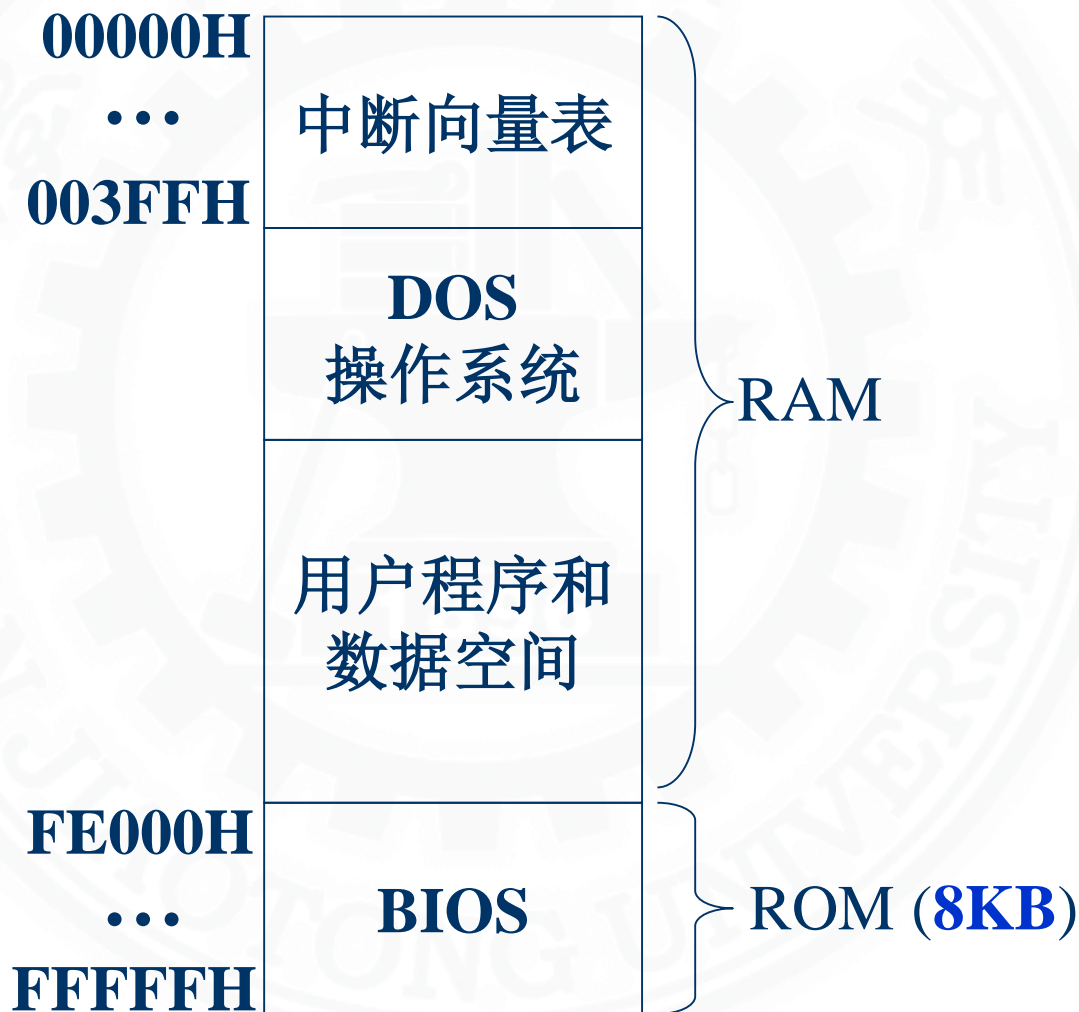 00000H
…
003FFH
中断向量表
DOS
操作系统
RAM
用户程序和
数据空间
FE000H
…
FFFFFH
BIOS
ROM (8KB)